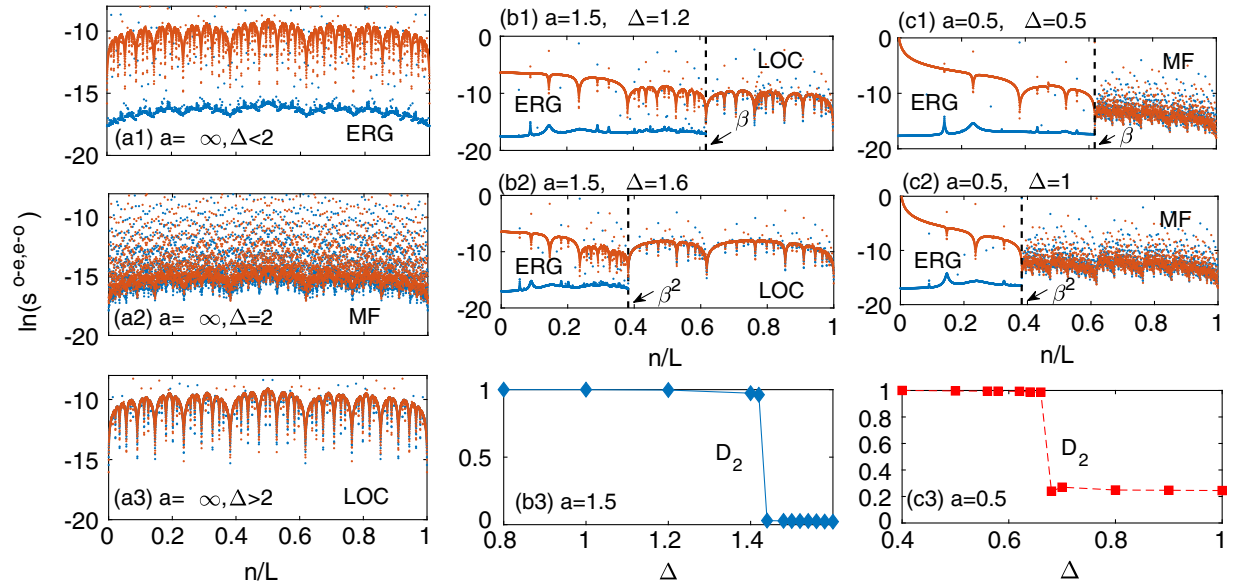 ln(s^{o-e,e-o})
-10
-15
-20
(a1) a= ∞, Δ<2
ERG
-10
-15
-20
(a2) a= ∞, Δ=2
MF
-10
-15
-20
(a3) a= ∞, Δ>2
LOC
0 0.2 0.4 0.6 0.8 1
n/L
(b1) a=1.5, Δ=1.2
0
-10
-20
LOC
ERG
β
(b2) a=1.5, Δ=1.6
0
-10
-20
ERG
LOC
β²
0 0.2 0.4 0.6 0.8 1
n/L
1
0.5
0
D₂
(b3) a=1.5
0.8 1 1.2 1.4
Δ
(c1) a=0.5, Δ=0.5
0
-10
-20
MF
ERG
β
(c2) a=0.5, Δ=1
0
-10
-20
MF
ERG
β²
0 0.2 0.4 0.6 0.8 1
n/L
1
0.8
0.6
0.4
0.2
0
D₂
(c3) a=0.5
0.4 0.6 0.8 1
Δ